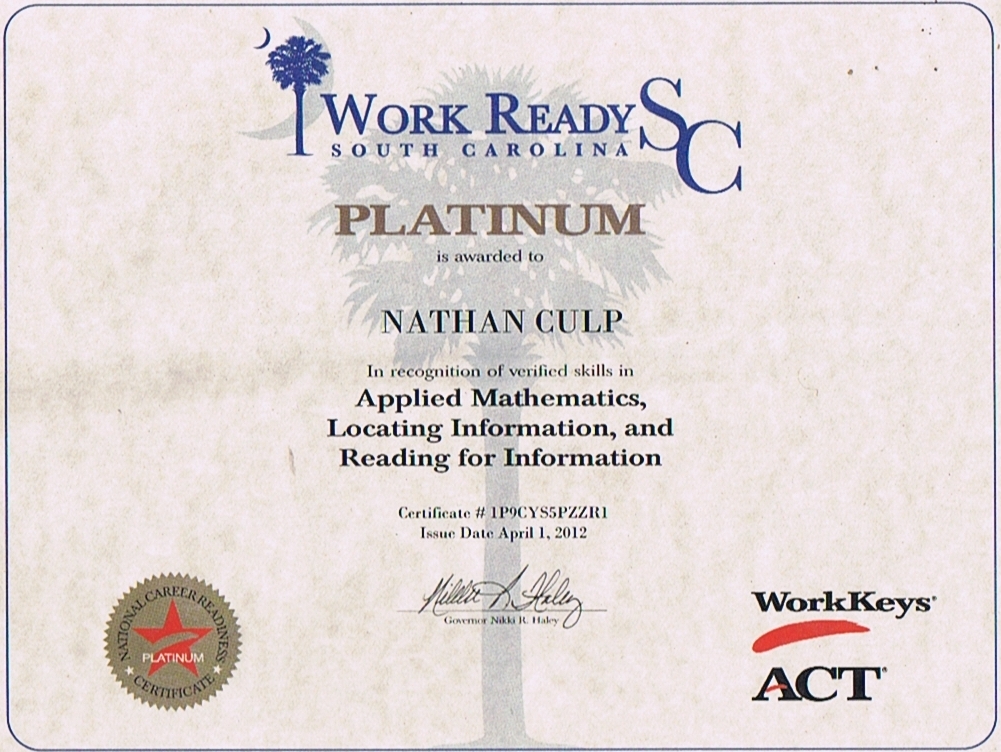 WORK READY SC
SOUTH CAROLINA
PLATINUM
is awarded to
NATHAN CULP
In recognition of verified skills in
Applied Mathematics,
Locating Information, and
Reading for Information
Certificate # 1P9CYS5PZZR1
Issue Date April 1, 2012
Nikki R. Haley
Governor Nikki R. Haley
NATIONAL CAREER READINESS
PLATINUM
CERTIFICATE
WorkKeys®
ACT®